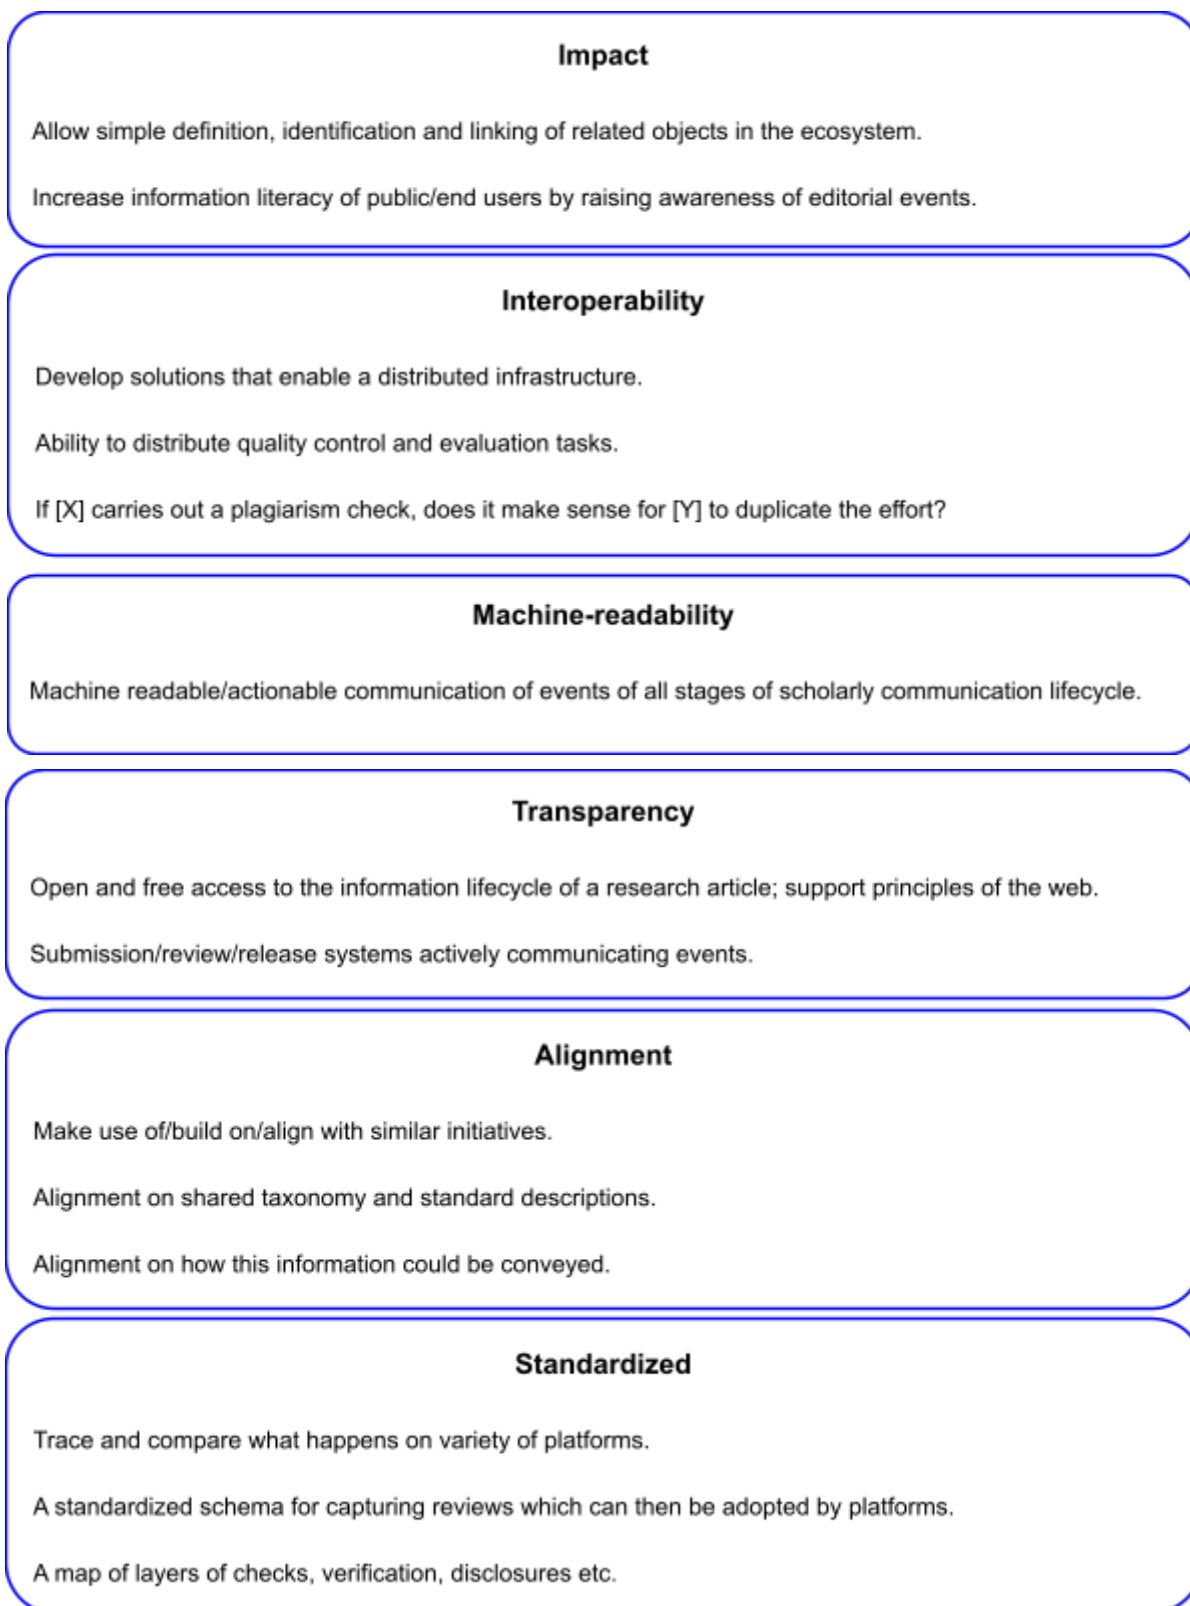 Impact
Allow simple definition, identification and linking of related objects in the ecosystem.
Increase information literacy of public/end users by raising awareness of editorial events.
Interoperability
Develop solutions that enable a distributed infrastructure.
Ability to distribute quality control and evaluation tasks.
If [X] carries out a plagiarism check, does it make sense for [Y] to duplicate the effort?
Machine-readability
Machine readable/actionable communication of events of all stages of scholarly communication lifecycle.
Transparency
Open and free access to the information lifecycle of a research article; support principles of the web.
Submission/review/release systems actively communicating events.
Alignment
Make use of/build on/align with similar initiatives.
Alignment on shared taxonomy and standard descriptions.
Alignment on how this information could be conveyed.
Standardized
Trace and compare what happens on variety of platforms.
A standardized schema for capturing reviews which can then be adopted by platforms.
A map of layers of checks, verification, disclosures etc.